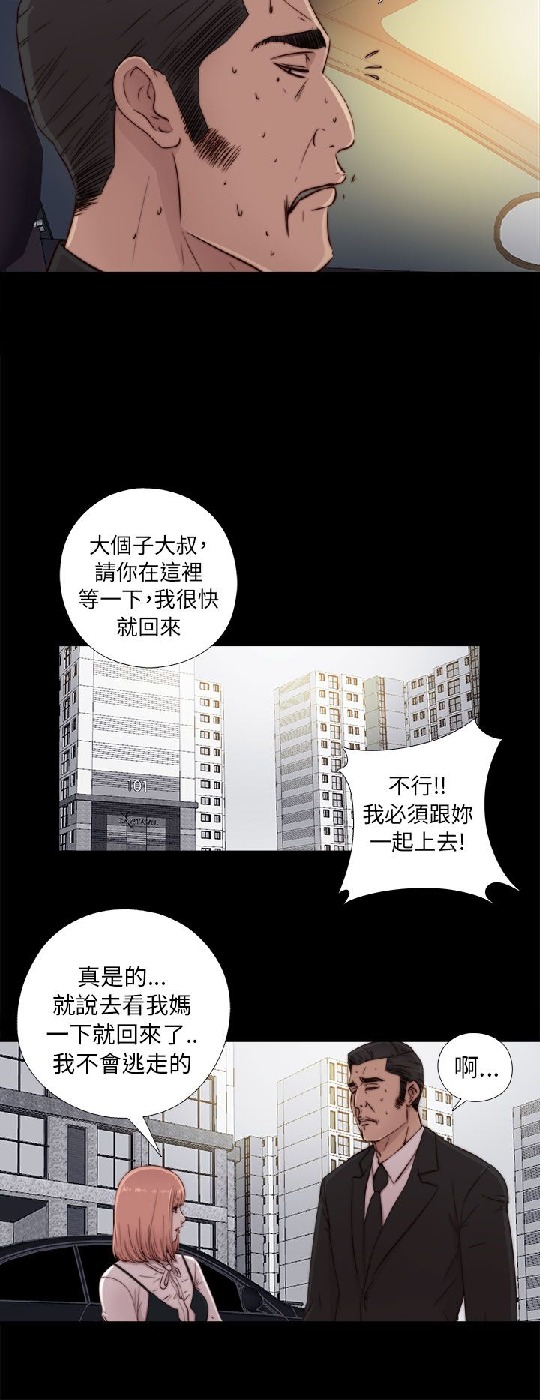 大個子大叔,
請你在這裡
等一下,我很快
就回來
101
不行!!
我必須跟妳
一起上去!
真是的...
就說去看我媽
一下就回來了..
我不會逃走的
啊...